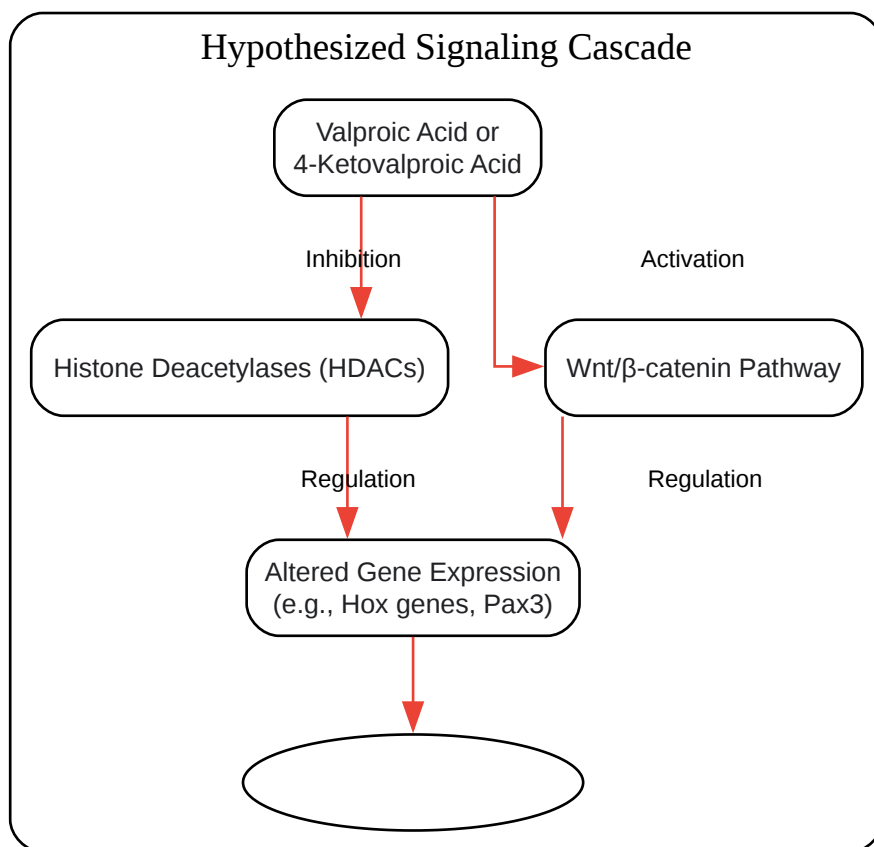 Hypothesized Signaling Cascade
Valproic Acid or
4-Ketovalproic Acid
Inhibition
Activation
Histone Deacetylases (HDACs)
Wnt/β-catenin Pathway
Regulation
Regulation
Altered Gene Expression
(e.g., Hox genes, Pax3)